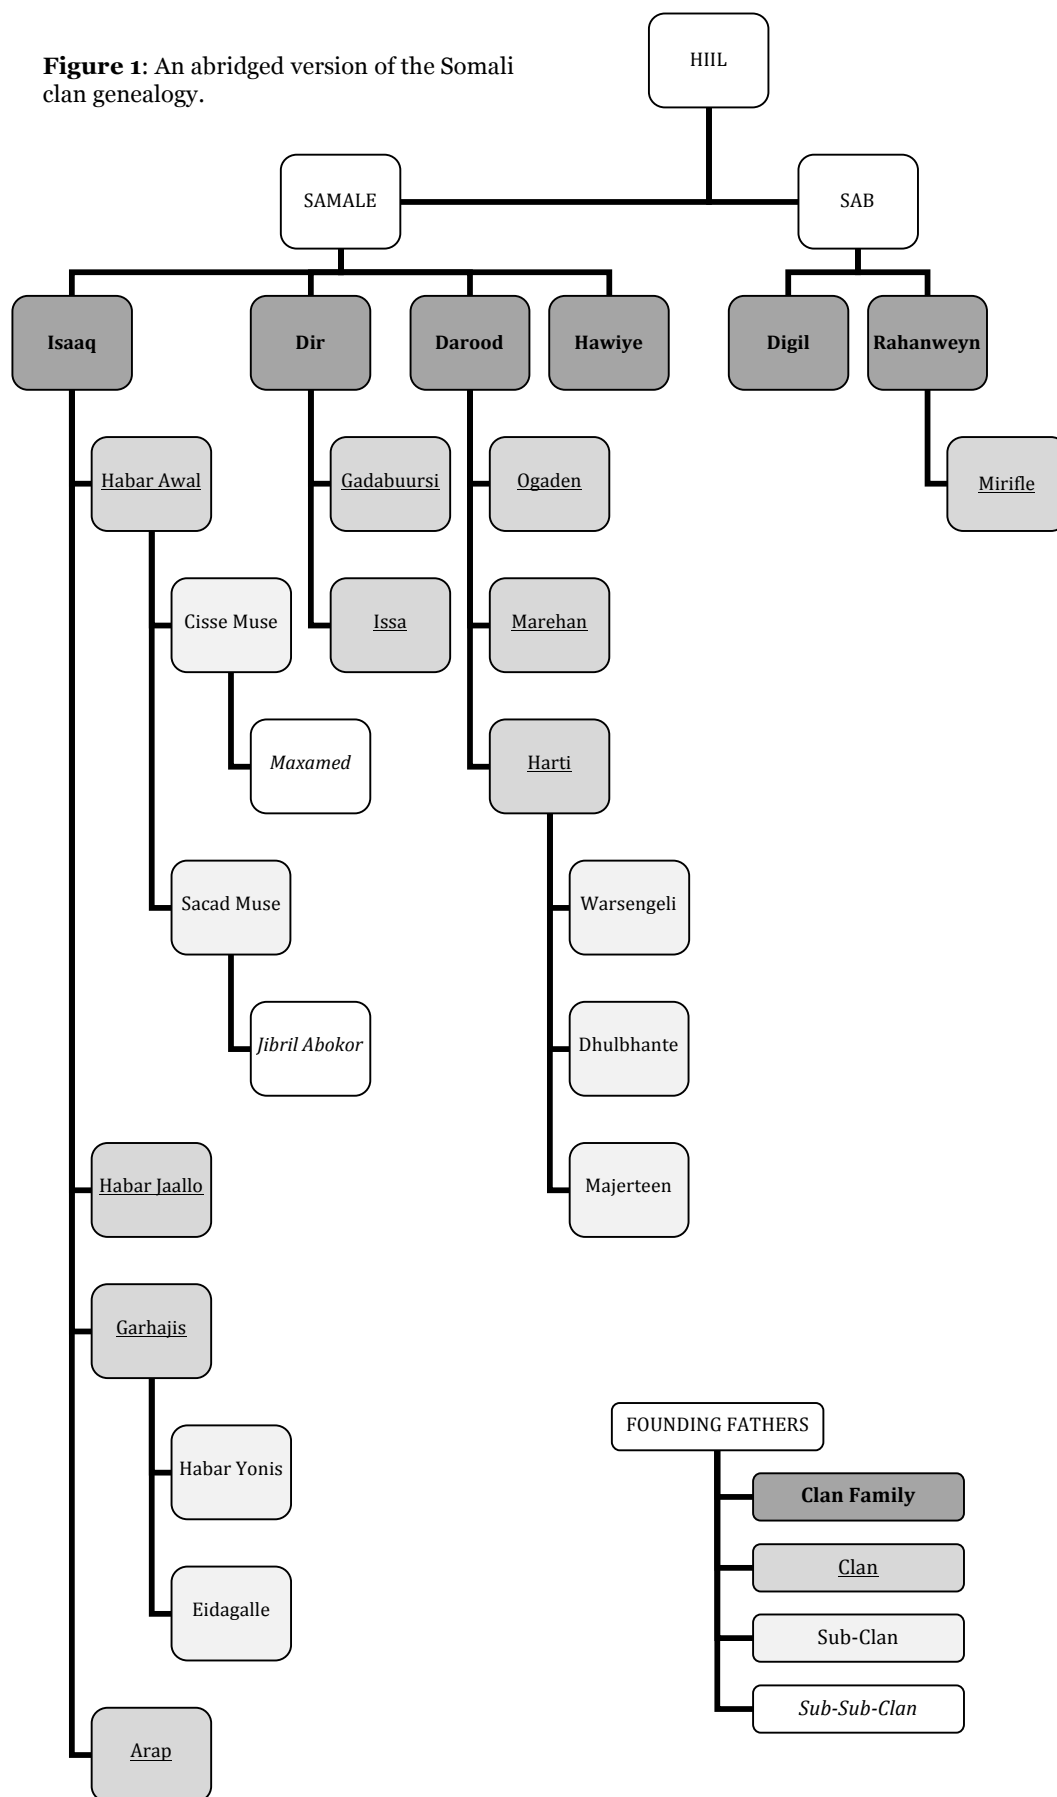 Figure 1: An abridged version of the Somali
clan genealogy.
HIIL
SAMALE
SAB
Isaaq
Dir
Darood
Hawiye
Digil
Rahanweyn
Habar Awal
Gadabuursi
Ogaden
Mirifle
Cisse Muse
Issa
Marehan
Maxamed
Harti
Sacad Muse
Warsengeli
Jibril Abokor
Dhulbhante
Habar Jaallo
Majerteen
Garhajis
Habar Yonis
Eidagalle
Arap
FOUNDING FATHERS
Clan Family
Clan
Sub-Clan
Sub-Sub-Clan